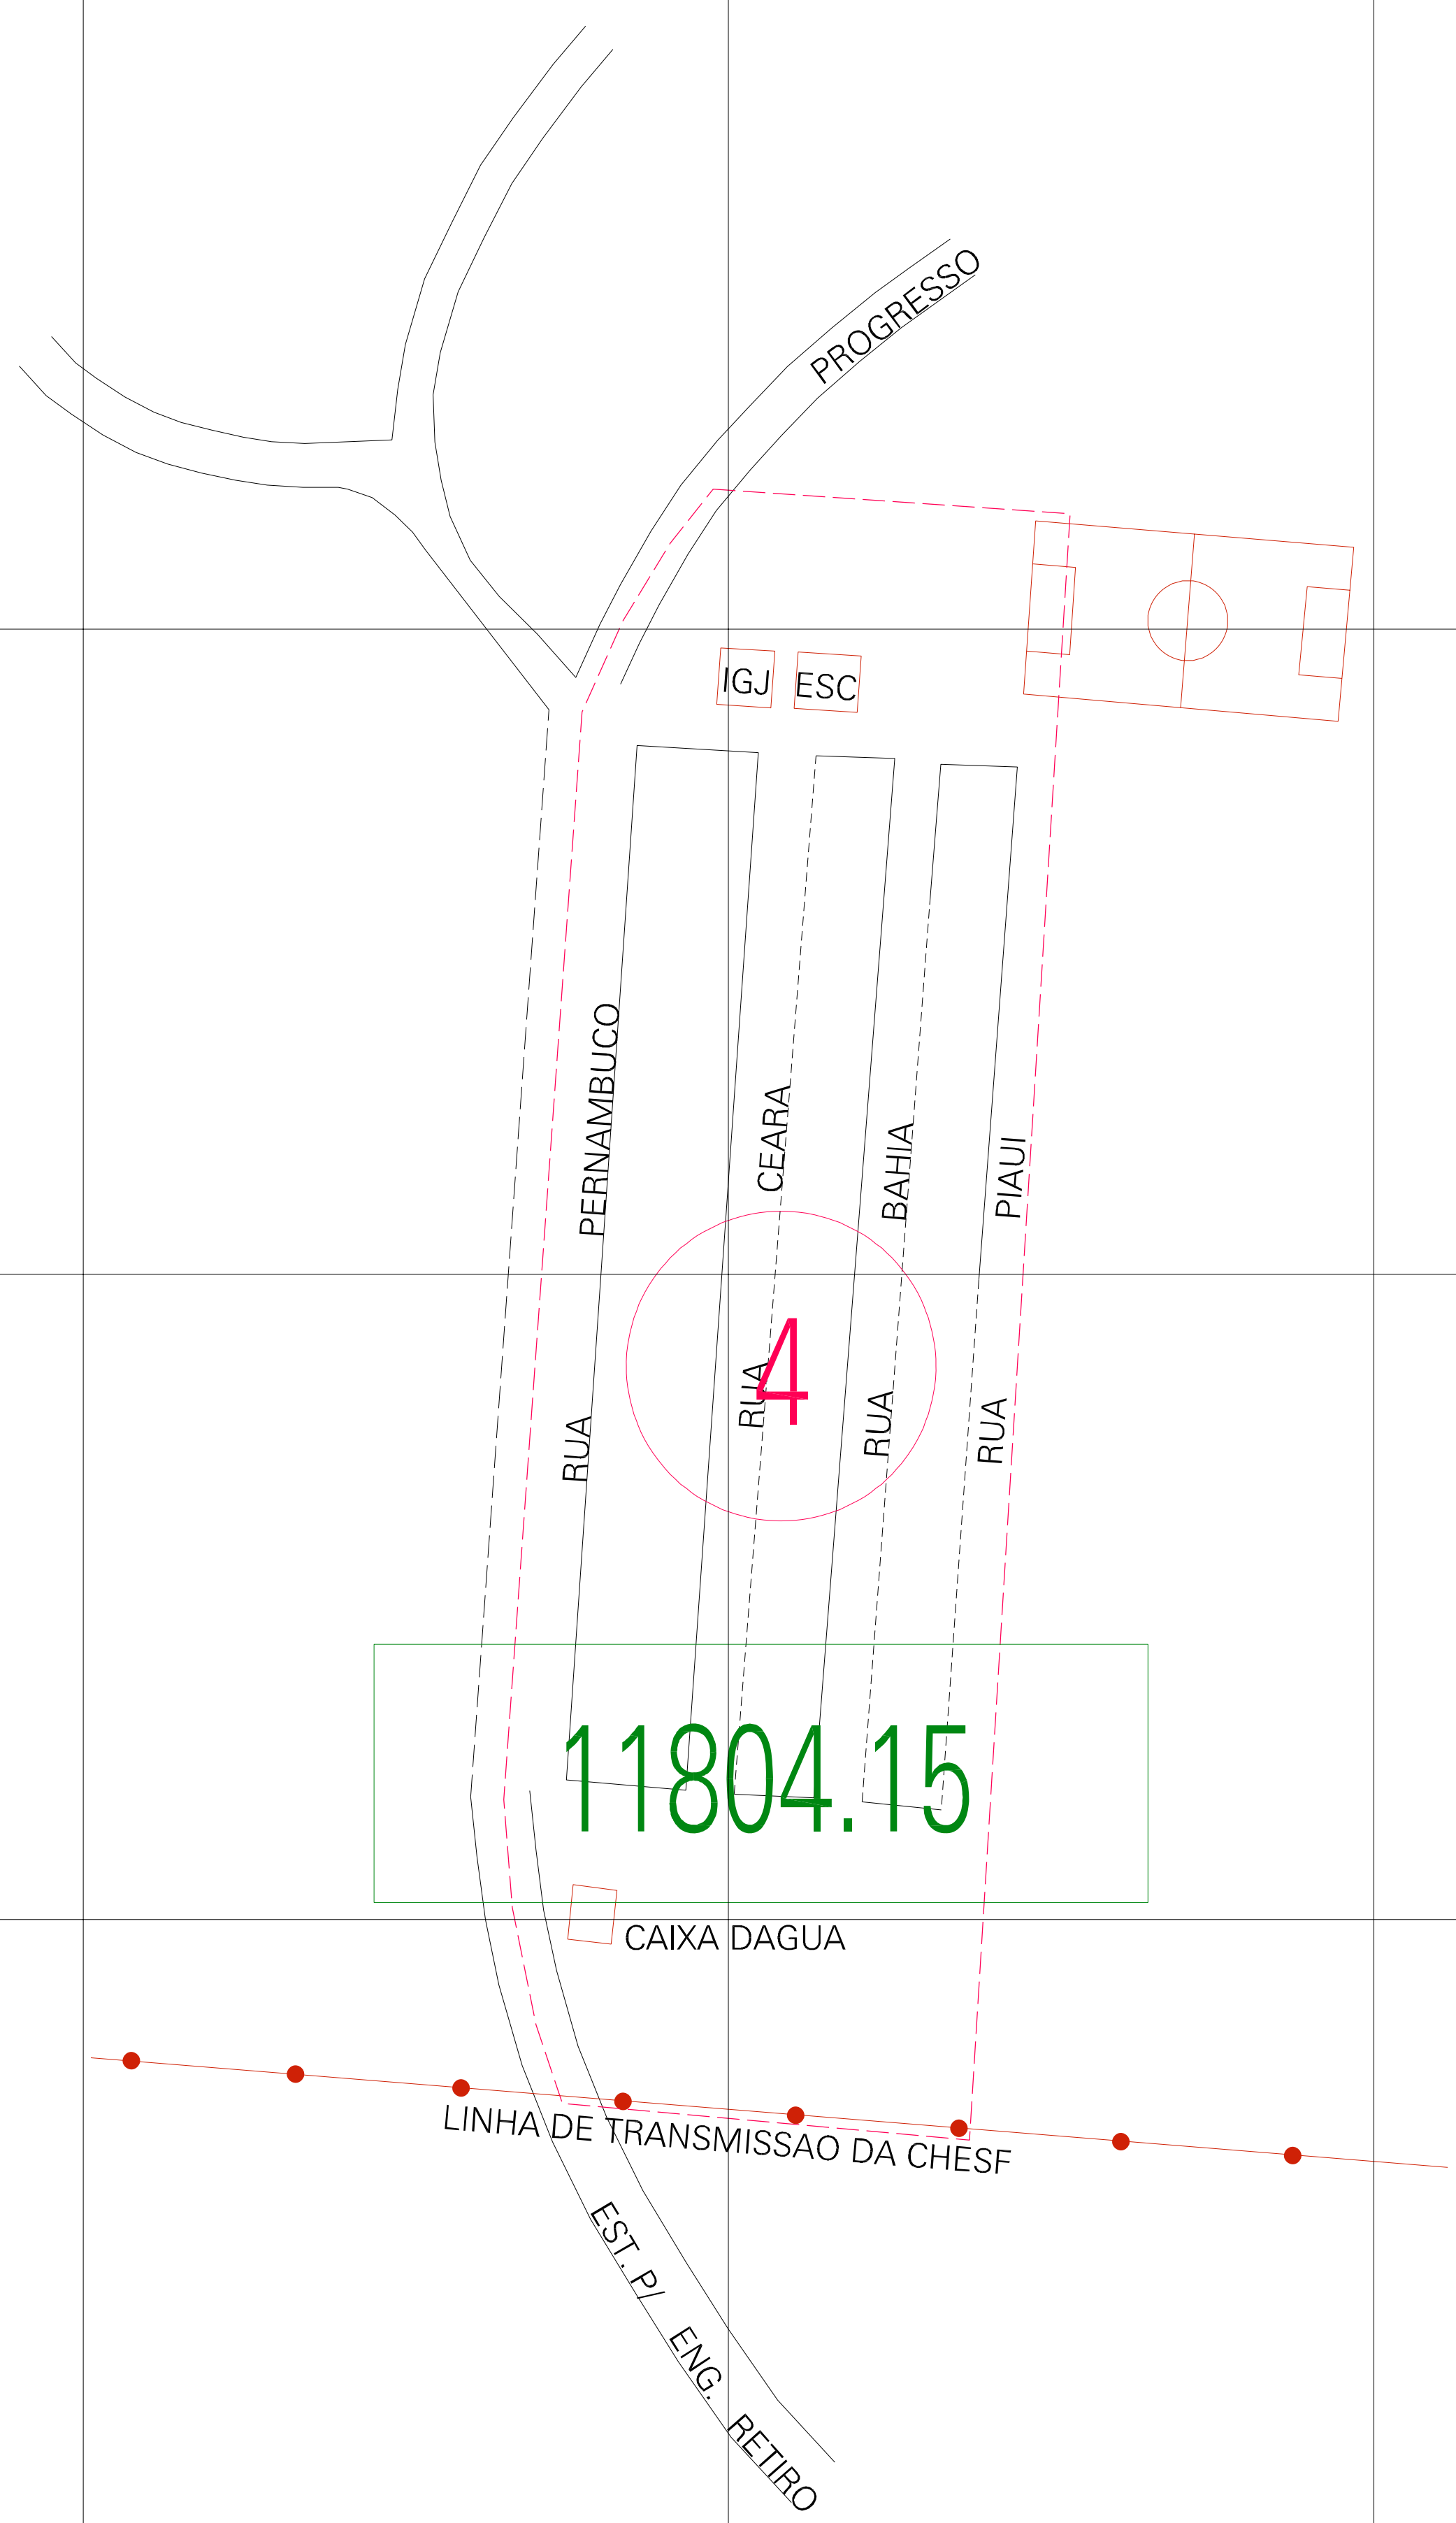 PROGRESSO
IGJ
ESC
RUA PERNAMBUCO
RUA CEARA
RUA BAHIA
RUA PIAUI
4
11804.15
CAIXA DAGUA
LINHA DE TRANSMISSAO DA CHESF
EST. P/ ENG. RETIRO